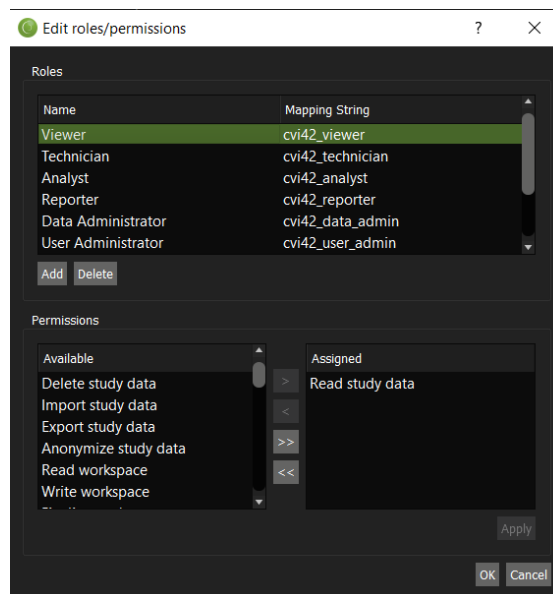 Edit roles/permissions ? ×
Roles
Name Mapping String
Viewer cvi42_viewer
Technician cvi42_technician
Analyst cvi42_analyst
Reporter cvi42_reporter
Data Administrator cvi42_data_admin
User Administrator cvi42_user_admin
Add Delete
Permissions
Available Assigned
Delete study data > Read study data
Import study data <
Export study data
Anonymize study data >>
Read workspace <<
Write workspace
Apply
OK Cancel